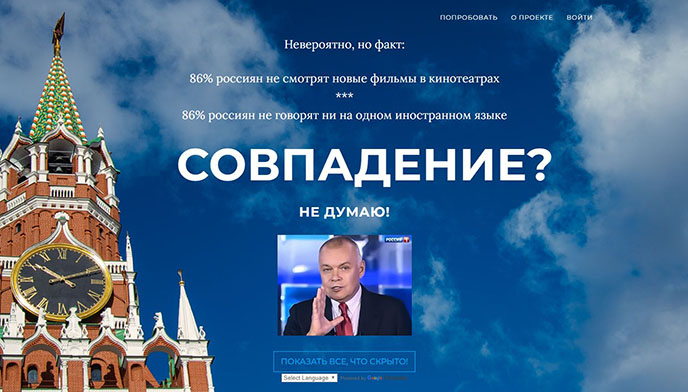 ПОПРОБОВАТЬ О ПРОЕКТЕ ВОЙТИ
Невероятно, но факт:
86% россиян не смотрят новые фильмы в кинотеатрах
***
86% россиян не говорят ни на одном иностранном языке
СОВПАДЕНИЕ?
НЕ ДУМАЮ!
РОССИЯ
ПОКАЗАТЬ ВСЕ, ЧТО СКРЫТО!
Select Language ▼ Powered by Google